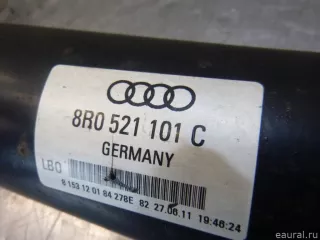 8R0 521 101 C
GERMANY
LBO
8 153 12 01 64 278E 82 27.06.11 19:46:24
eaural.ru